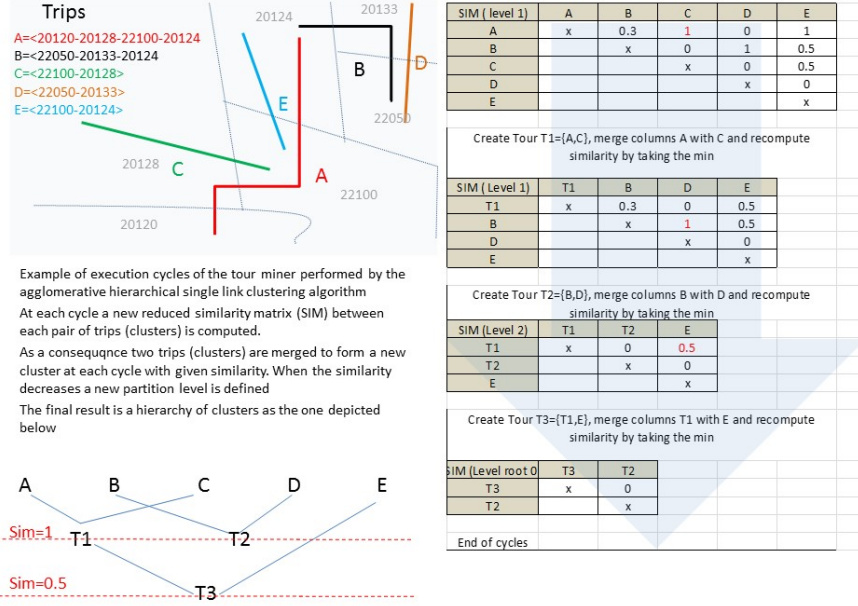 Trips
A=<20120-20128-22100-20124
B=<22050-20133-20124
C=<22100-20128>
D=<22050-20133>
E=<22100-20124>
20124
20133
B
D
E
22050
20128
C
A
22100
20120
Example of execution cycles of the tour miner performed by the
agglomerative hierarchical single link clustering algorithm
At each cycle a new reduced similarity matrix (SIM) between
each pair of trips (clusters) is computed.
As a consequqnce two trips (clusters) are merged to form a new
cluster at each cycle with given similarity. When the similarity
decreases a new partition level is defined
The final result is a hierarchy of clusters as the one depicted
below
A B C D E
Sim=1
T1 T2
Sim=0.5
T3
SIM ( level 1) A B C D E
A x 0.3 1 0 1
B x 0 1 0.5
C x 0 0.5
D x 0
E x
Create Tour T1={A,C}, merge columns A with C and recompute
similarity by taking the min
SIM ( Level 1) T1 B D E
T1 x 0.3 0 0.5
B x 1 0.5
D x 0
E x
Create Tour T2={B,D}, merge columns B with D and recompute
similarity by taking the min
SIM (Level 2) T1 T2 E
T1 x 0 0.5
T2 x 0
E x
Create Tour T3={T1,E}, merge columns T1 with E and recompute
similarity by taking the min
SIM (Level root 0 T3 T2
T3 x 0
T2 x
End of cycles